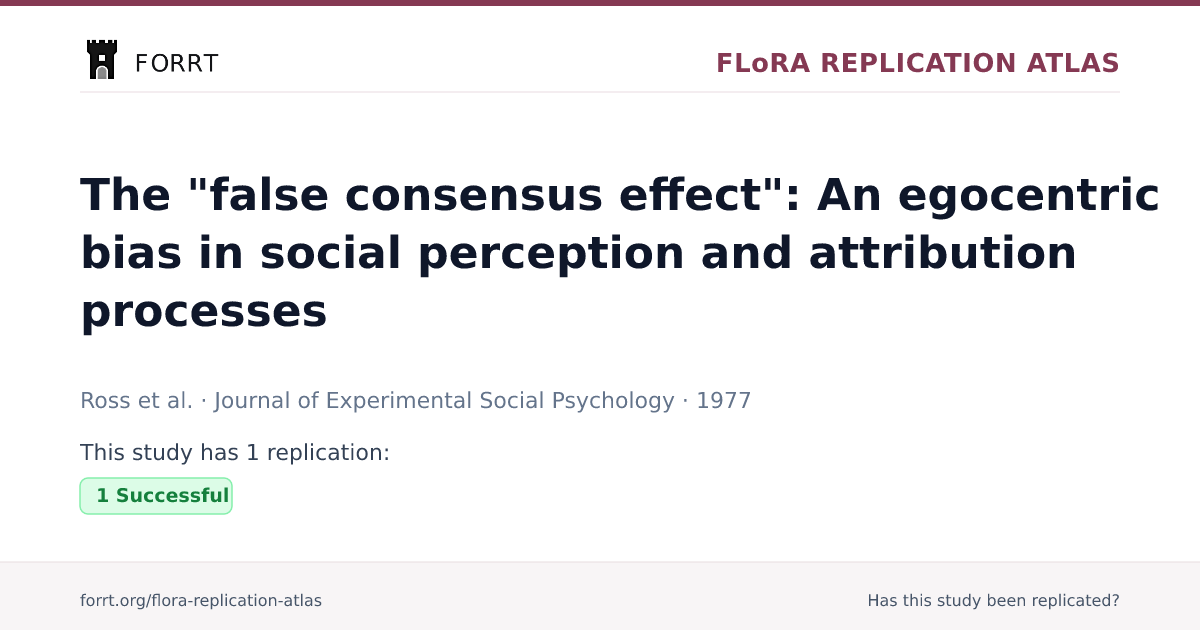 FORRT
FLoRA REPLICATION ATLAS
The "false consensus effect": An egocentric
bias in social perception and attribution
processes
Ross et al. · Journal of Experimental Social Psychology · 1977
This study has 1 replication:
1 Successful
forrt.org/flora-replication-atlas
Has this study been replicated?